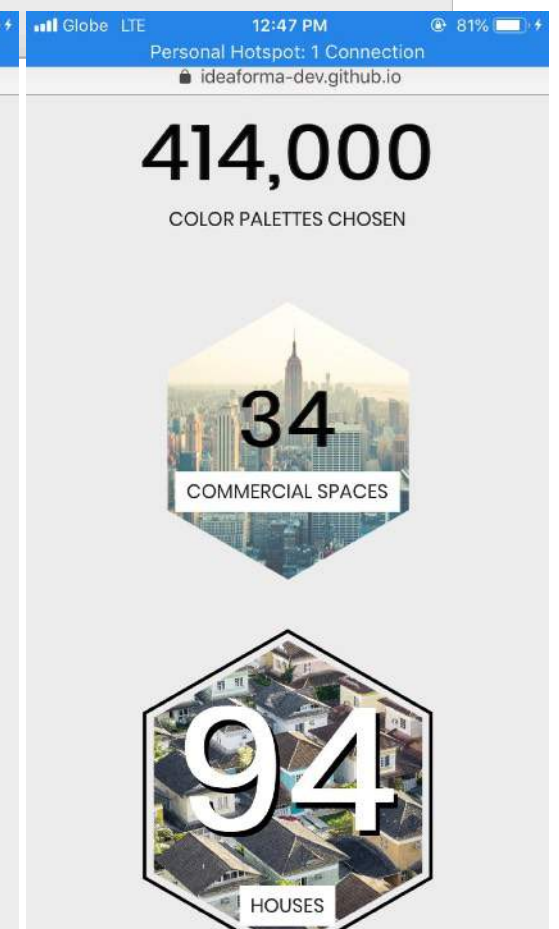 Globe LTE 12:47 PM 81%
Personal Hotspot: 1 Connection
ideaforma-dev.github.io
414,000
COLOR PALETTES CHOSEN
34
COMMERCIAL SPACES
94
HOUSES